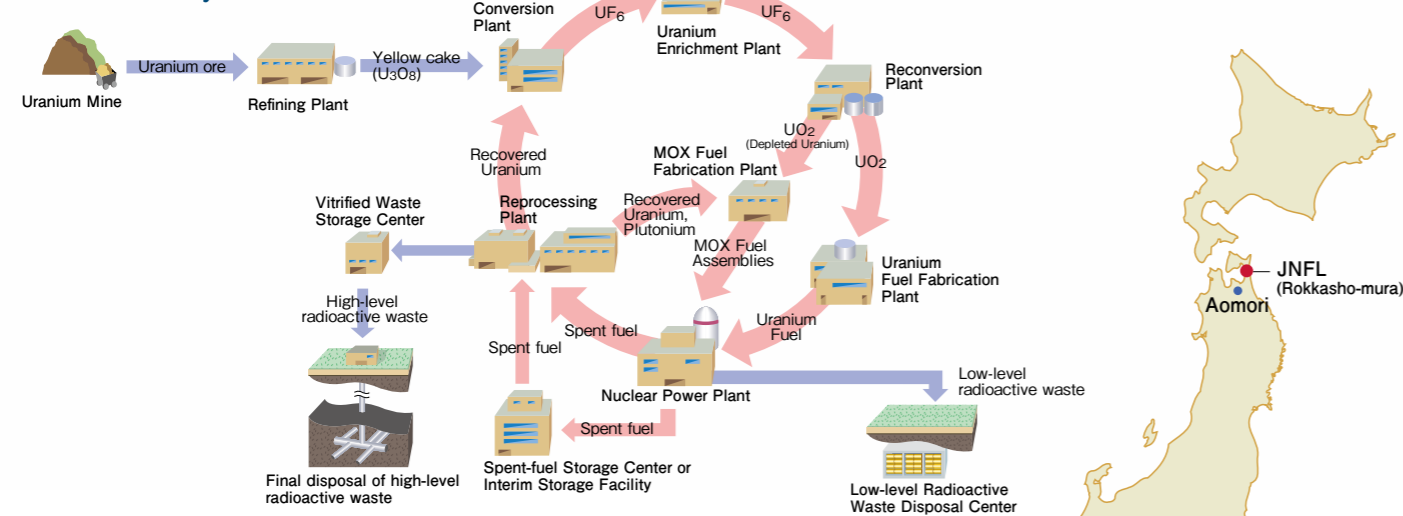 Conversion
Plant
UF6
UF6
Uranium
Enrichment Plant
Uranium ore
Yellow cake
(U3O8)
Uranium Mine
Refining Plant
Reconversion
Plant
UO2
(Depleted Uranium)
UO2
MOX Fuel
Fabrication Plant
Recovered
Uranium
Vitrified Waste
Storage Center
Reprocessing
Plant
Recovered
Uranium,
Plutonium
MOX Fuel
Assemblies
Uranium
Fuel Fabrication
Plant
High-level
radioactive waste
Spent fuel
Spent fuel
Uranium
Fuel
Nuclear Power Plant
Low-level
radioactive waste
Spent fuel
Spent-fuel Storage Center or
Interim Storage Facility
Final disposal of high-level
radioactive waste
Low-level Radioactive
Waste Disposal Center
JNFL
(Rokkasho-mura)
Aomori